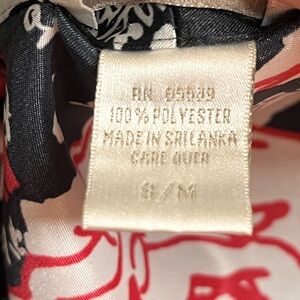 RN 99539
100% POLYESTER
MADE IN SRILANKA
CARE OVER
S/M